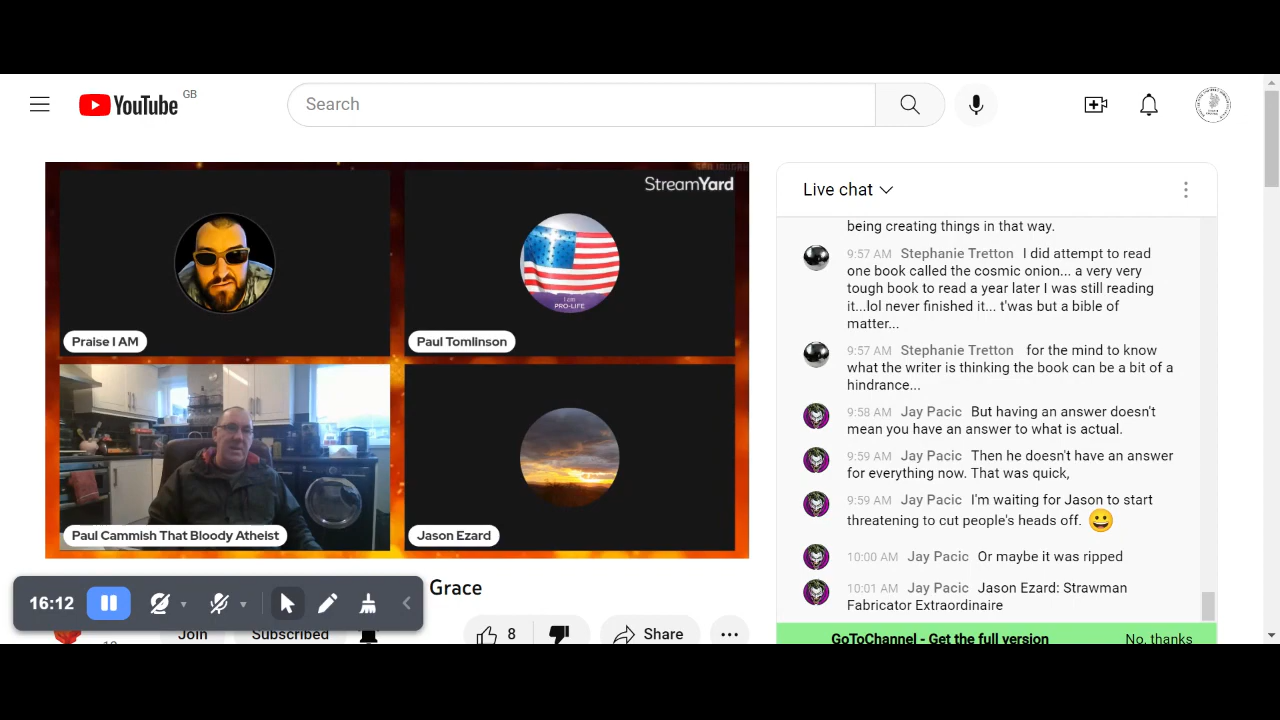 YouTube
GB
Search
StreamYard
Praise I AM
I am
PRO-LIFE
Paul Tomlinson
Paul Cammish That Bloody Atheist
Jason Ezard
Live chat
being creating things in that way.
9:57 AM Stephanie Tretton I did attempt to read
one book called the cosmic onion... a very very
tough book to read a year later I was still reading
it...lol never finished it... t'was but a bible of
matter...
9:57 AM Stephanie Tretton for the mind to know
what the writer is thinking the book can be a bit of a
hindrance...
9:58 AM Jay Pacic But having an answer doesn't
mean you have an answer to what is actual.
9:59 AM Jay Pacic Then he doesn't have an answer
for everything now. That was quick,
9:59 AM Jay Pacic I'm waiting for Jason to start
threatening to cut people's heads off. 😀
10:00 AM Jay Pacic Or maybe it was ripped
10:01 AM Jay Pacic Jason Ezard: Strawman
Fabricator Extraordinaire
GoToChannel - Get the full version No, thanks
Grace
16:12
Join
Subscribed
8
Share